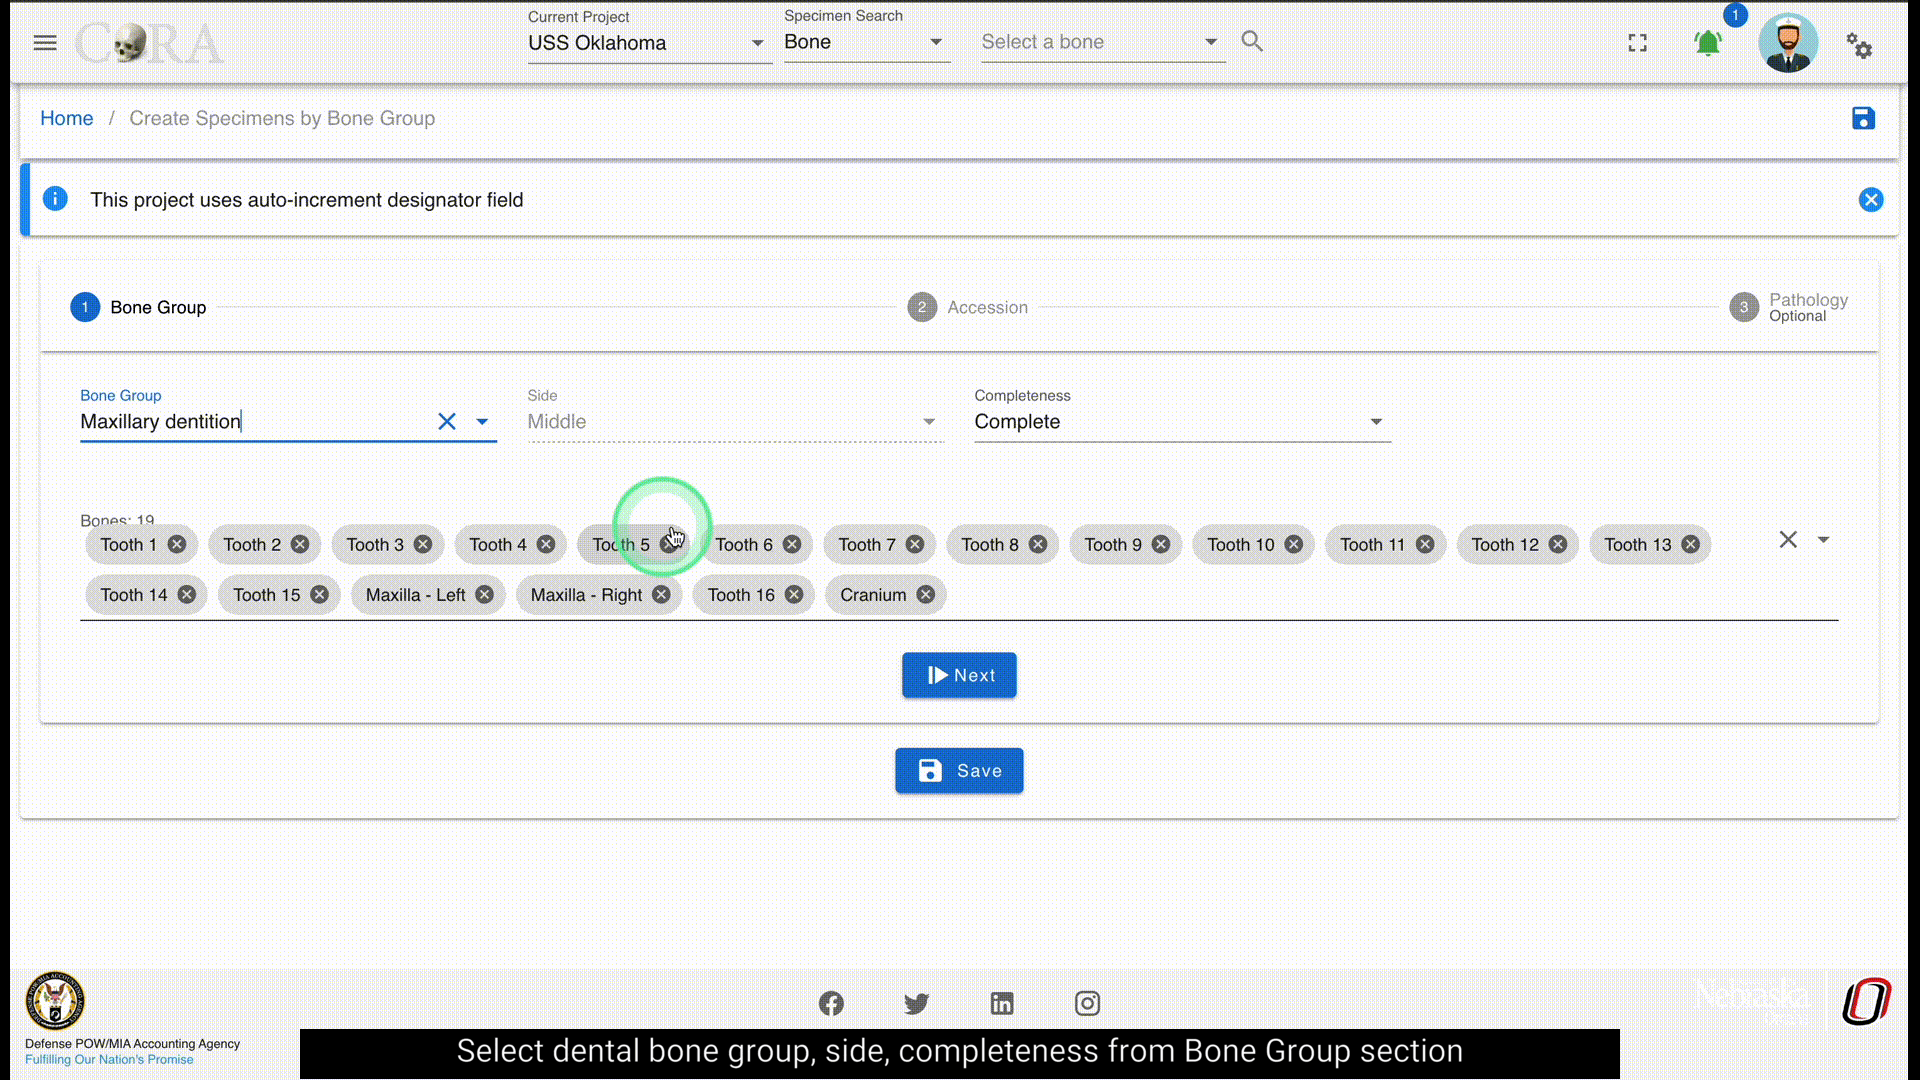 CORA
Current Project
USS Oklahoma
Specimen Search
Bone
Select a bone
1
Home / Create Specimens by Bone Group
This project uses auto-increment designator field
1 Bone Group
2 Accession
3 Pathology
Optional
Bone Group
Maxillary dentition
Side
Middle
Completeness
Complete
Bones: 19
Tooth 1 Tooth 2 Tooth 3 Tooth 4 Tooth 5 Tooth 6 Tooth 7 Tooth 8 Tooth 9 Tooth 10 Tooth 11 Tooth 12 Tooth 13
Tooth 14 Tooth 15 Maxilla - Left Maxilla - Right Tooth 16 Cranium
Next
Save
Nebraska
Defense POW/MIA Accounting Agency
Fulfilling Our Nation's Promise
Select dental bone group, side, completeness from Bone Group section